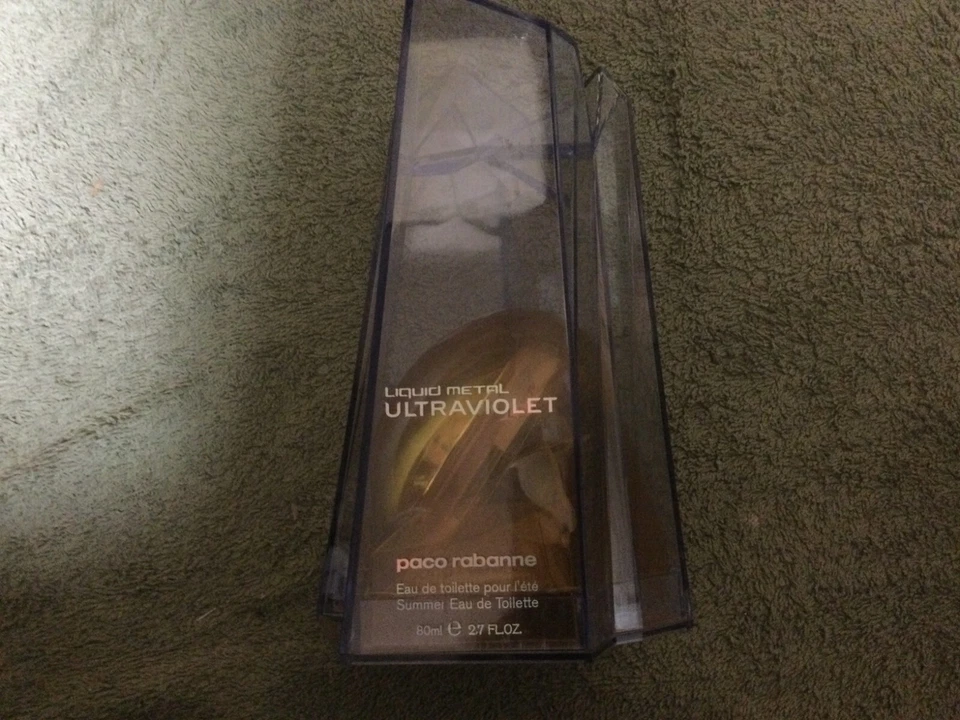 LIQUID METAL
ULTRAVIOLET
paco rabanne
Eau de toilette pour l'été
Summer Eau de Toilette
80ml ℮ 2.7 FL.OZ.